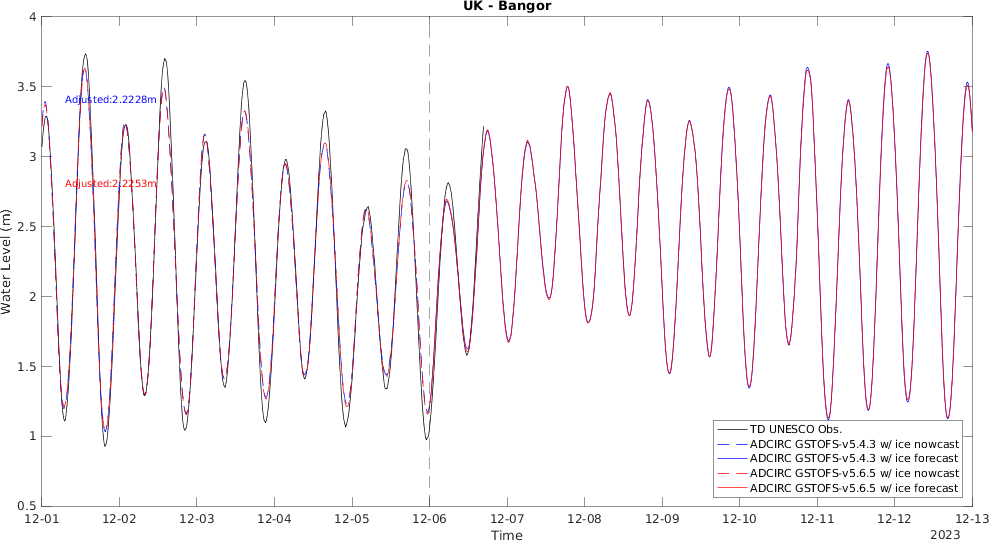 UK - Bangor
4
3.5
3
2.5
2
1.5
1
0.5
Water Level (m)
Adjusted:2.2228m
Adjusted:2.2253m
TD UNESCO Obs.
ADCIRC GSTOFS-v5.4.3 w/ ice nowcast
ADCIRC GSTOFS-v5.4.3 w/ ice forecast
ADCIRC GSTOFS-v5.6.5 w/ ice nowcast
ADCIRC GSTOFS-v5.6.5 w/ ice forecast
12-01 12-02 12-03 12-04 12-05 12-06 12-07 12-08 12-09 12-10 12-11 12-12 12-13
Time
2023